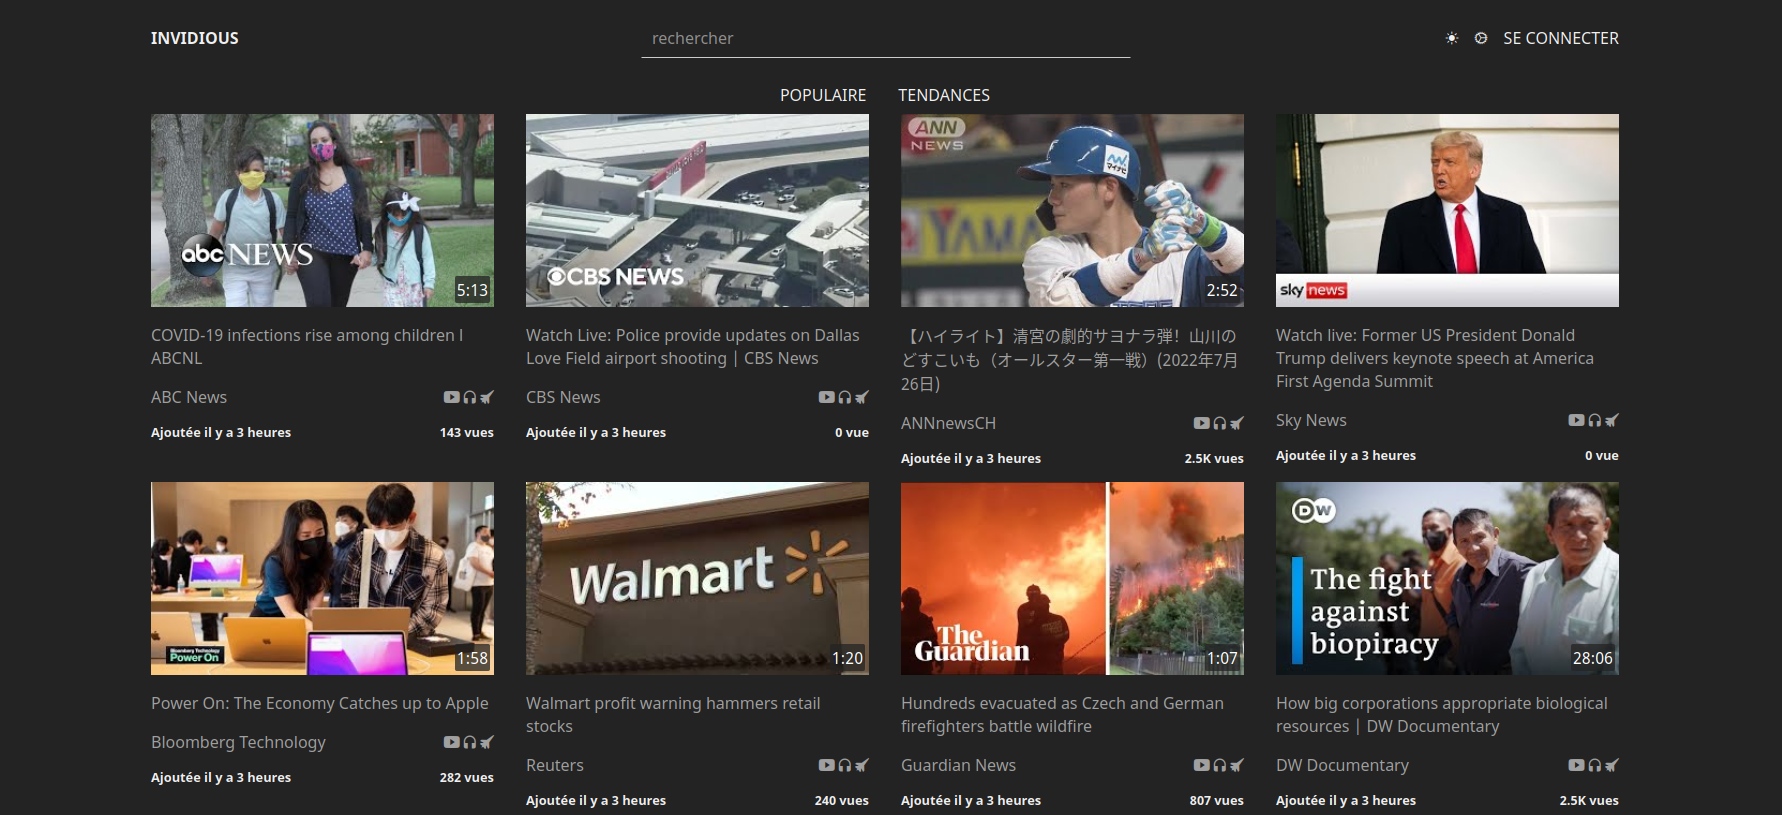 INVIDIOUS
rechercher
SE CONNECTER
POPULAIRE TENDANCES
abc NEWS
5:13
CBS NEWS
ANN
NEWS
マイナビ
YAMA
2:52
sky news
COVID-19 infections rise among children l
ABCNL
ABC News
Ajoutée il y a 3 heures 143 vues
Watch Live: Police provide updates on Dallas
Love Field airport shooting | CBS News
CBS News
Ajoutée il y a 3 heures 0 vue
【ハイライト】清宮の劇的サヨナラ弾！山川の
どすこいも（オールスター第一戦）(2022年7月
26日)
ANNnewsCH
Ajoutée il y a 3 heures 2.5K vues
Watch live: Former US President Donald
Trump delivers keynote speech at America
First Agenda Summit
Sky News
Ajoutée il y a 3 heures 0 vue
Bloomberg Technology
Power On
1:58
Walmart
1:20
The
Guardian
1:07
DW
The fight
against
biopiracy
28:06
Power On: The Economy Catches up to Apple
Bloomberg Technology
Ajoutée il y a 3 heures 282 vues
Walmart profit warning hammers retail
stocks
Reuters
Ajoutée il y a 3 heures 240 vues
Hundreds evacuated as Czech and German
firefighters battle wildfire
Guardian News
Ajoutée il y a 3 heures 807 vues
How big corporations appropriate biological
resources | DW Documentary
DW Documentary
Ajoutée il y a 3 heures 2.5K vues